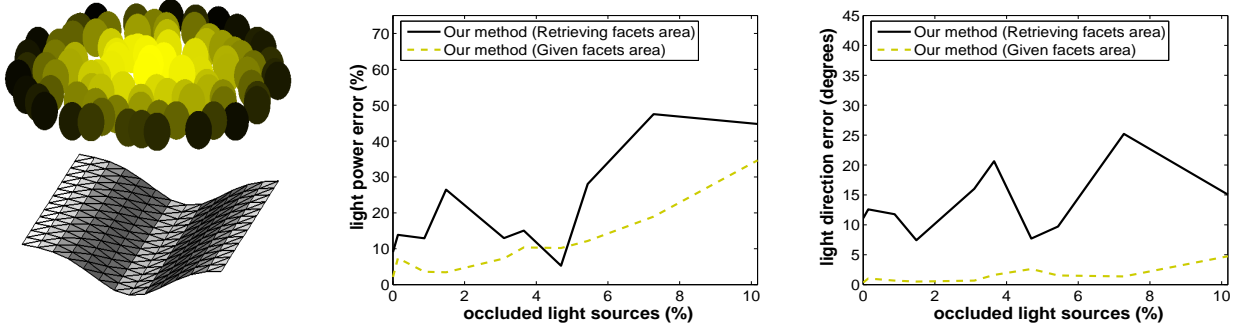 70
60
50
40
30
20
10
0
0 2 4 6 8 10
light power error (%)
occluded light sources (%)
Our method (Retrieving facets area)
Our method (Given facets area)
45
40
35
30
25
20
15
10
5
0
0 2 4 6 8 10
light direction error (degrees)
occluded light sources (%)
Our method (Retrieving facets area)
Our method (Given facets area)